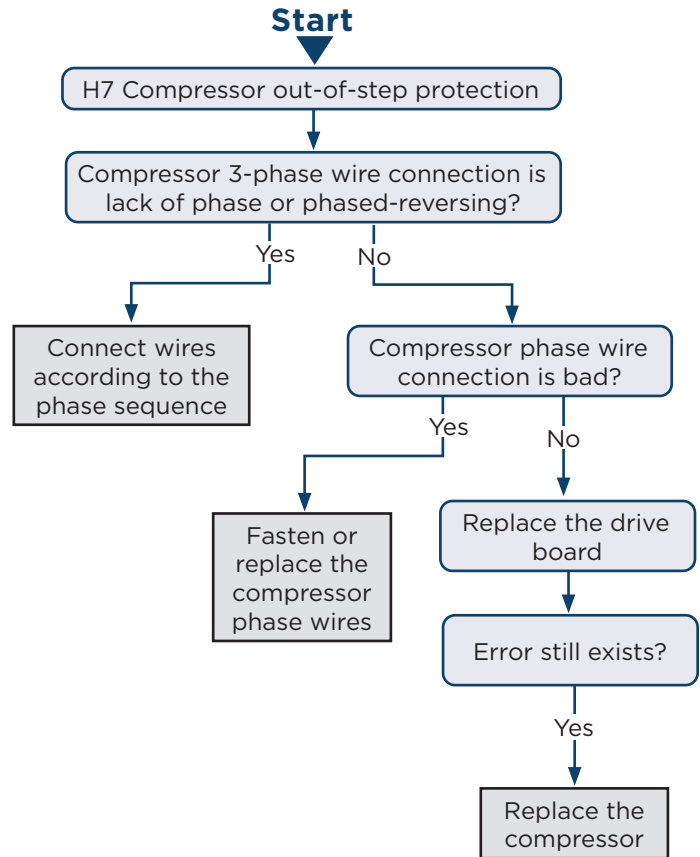 Start
H7 Compressor out-of-step protection
Compressor 3-phase wire connection is
lack of phase or phased-reversing?
Yes
No
Connect wires
according to the
phase sequence
Compressor phase wire
connection is bad?
Yes
No
Fasten or
replace the
compressor
phase wires
Replace the drive
board
Error still exists?
Yes
Replace the
compressor